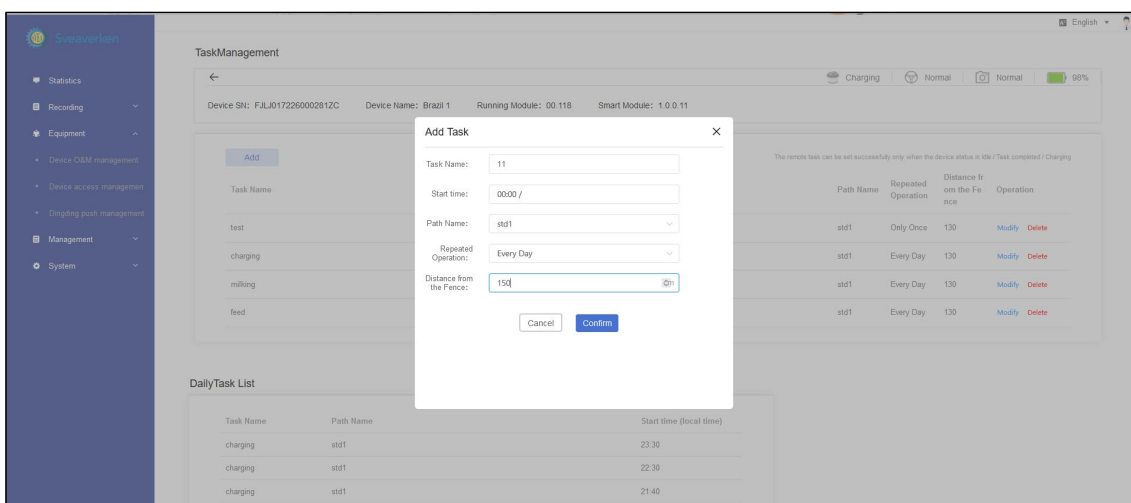 Sveaverken
English
TaskManagement
Statistics
Recording
Equipment
Device O&M management
Device access managemen
Dingding push management
Management
System
Charging
Normal
Normal
98%
Device SN: FJLJ017226000281ZC Device Name: Brazil 1 Running Module: 00.118 Smart Module: 1.0.0.11
Add
The remote task can be set successfully only when the device status in Idle / Task completed / Charging
Task Name Path Name Repeated Operation Distance fr om the Fe nce Operation
test std1 Only Once 130 Modify Delete
charging std1 Every Day 130 Modify Delete
milking std1 Every Day 130 Modify Delete
feed std1 Every Day 130 Modify Delete
Add Task
Task Name: 11
Start time: 00:00 /
Path Name: std1
Repeated
Operation: Every Day
Distance from
the Fence: 150
Cancel Confirm
DailyTask List
Task Name Path Name Start time (local time)
charging std1 23:30
charging std1 22:30
charging std1 21:40